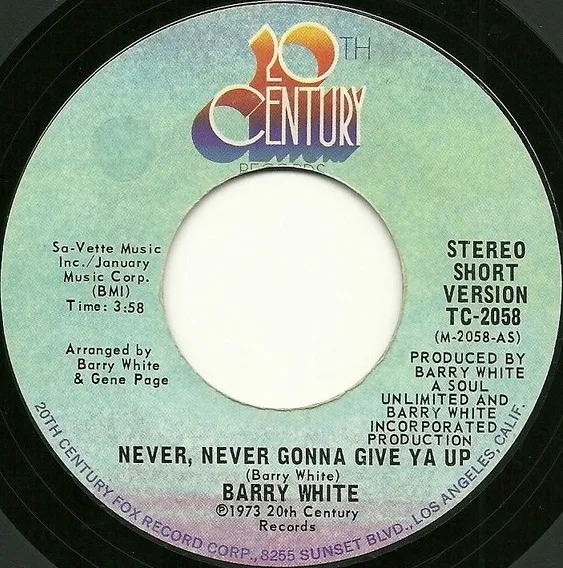 20TH
CENTURY
RECORDS
Sa-Vette Music
Inc./January
Music Corp.
(BMI)
Time: 3:58
Arranged by
Barry White
& Gene Page
STEREO
SHORT
VERSION
TC-2058
(M-2058-AS)
PRODUCED BY
BARRY WHITE
A SOUL
UNLIMITED AND
BARRY WHITE
INCORPORATED
PRODUCTION
NEVER, NEVER GONNA GIVE YA UP
(Barry White)
BARRY WHITE
℗1973 20th Century
Records
20TH CENTURY FOX RECORD CORP., 8255 SUNSET BLVD., LOS ANGELES, CALIF.